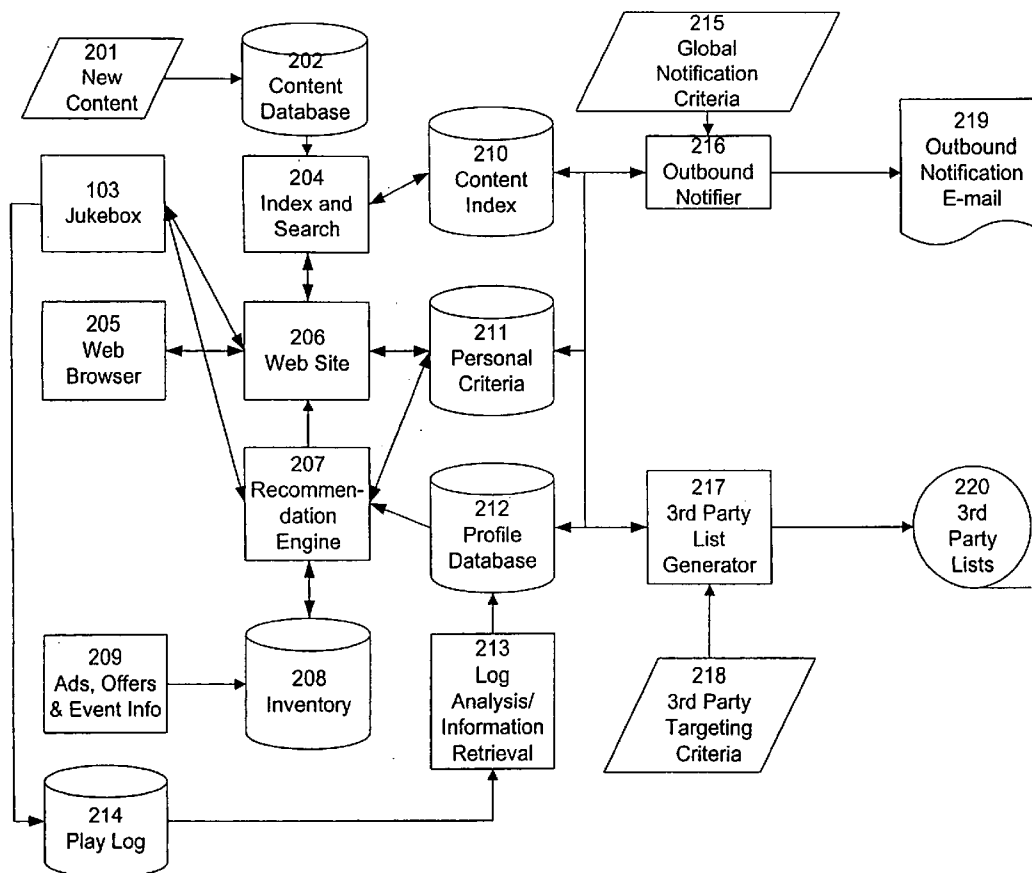 201
New
Content
202
Content
Database
215
Global
Notification
Criteria
219
Outbound
Notification
E-mail
103
Jukebox
204
Index and
Search
210
Content
Index
216
Outbound
Notifier
205
Web
Browser
206
Web Site
211
Personal
Criteria
207
Recommen-
dation
Engine
212
Profile
Database
217
3rd Party
List
Generator
220
3rd
Party
Lists
209
Ads, Offers
& Event Info
208
Inventory
213
Log
Analysis/
Information
Retrieval
218
3rd Party
Targeting
Criteria
214
Play Log